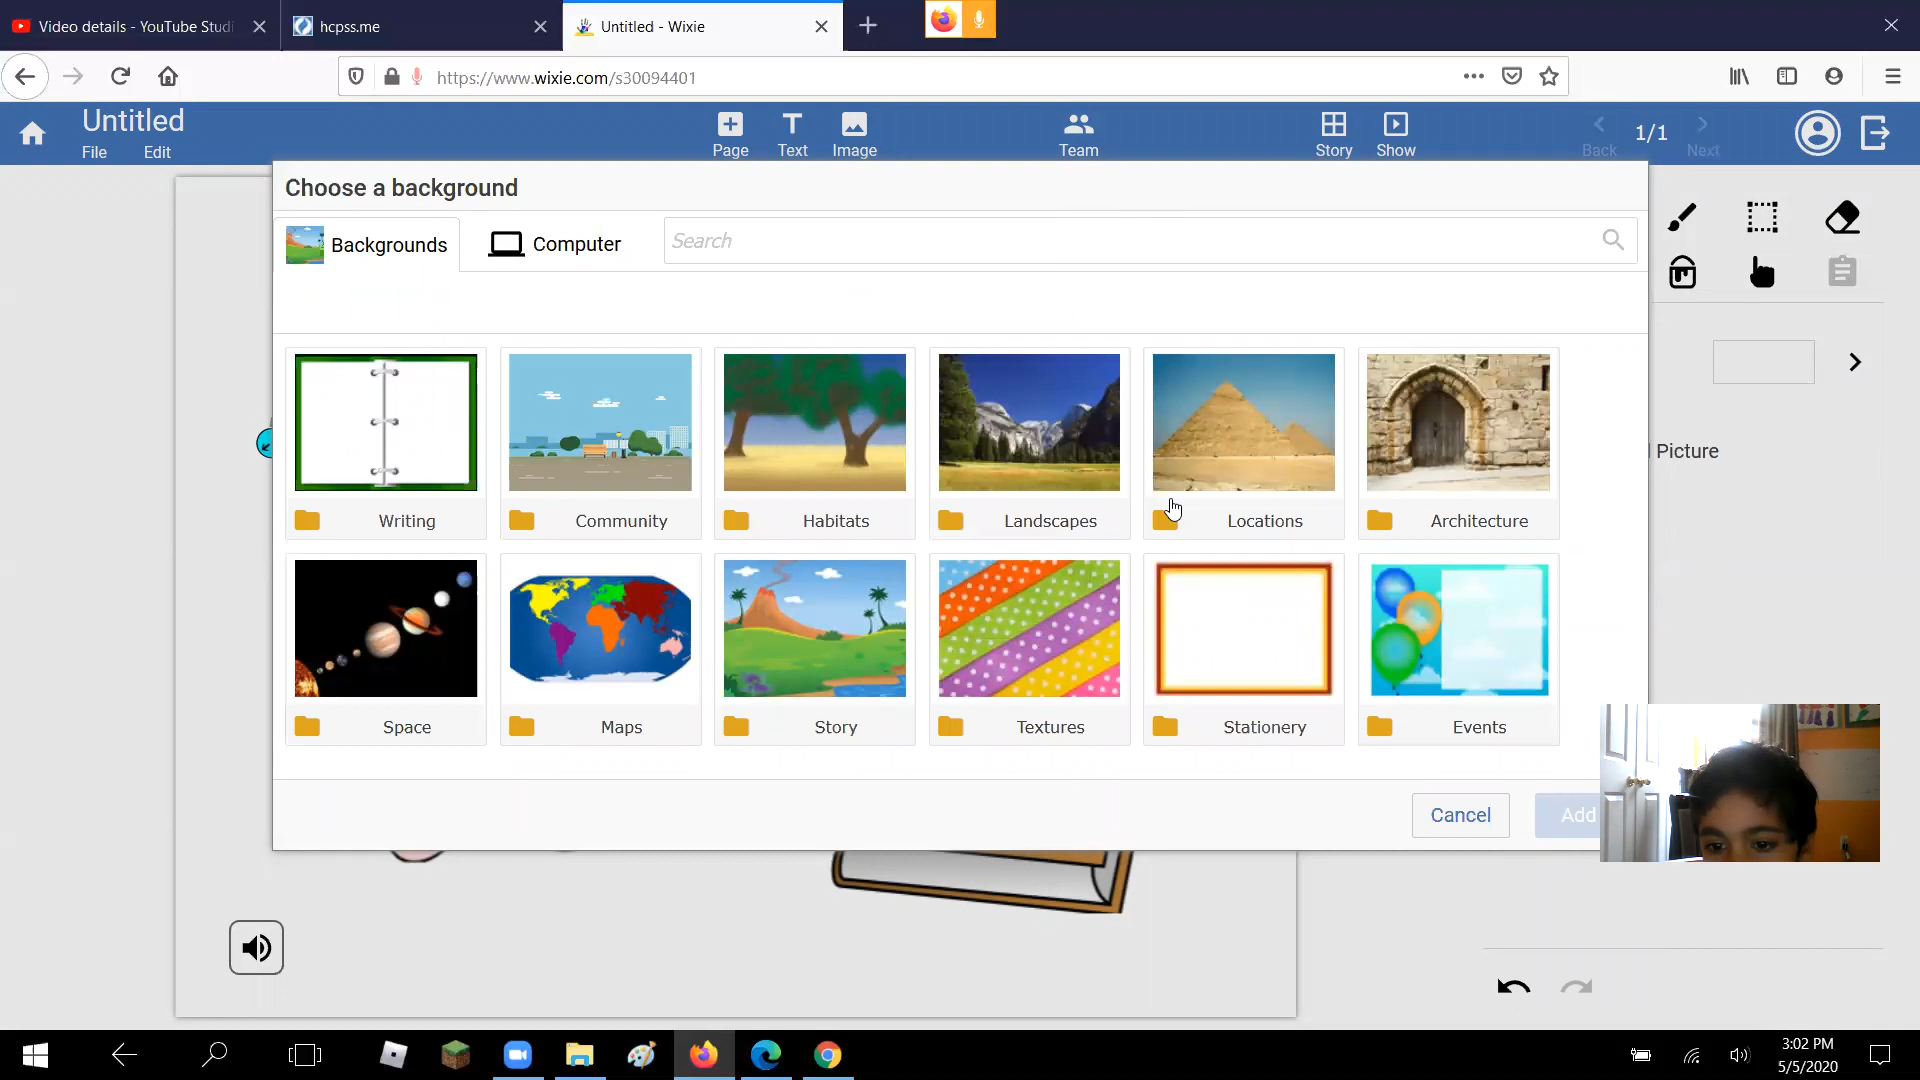 Video details - YouTube Studi
hcpss.me
Untitled - Wixie
https://www.wixie.com/s30094401
Untitled
File
Edit
Page
Text
Image
Team
Story
Show
Back
1/1
Next
Choose a background
Backgrounds
Computer
Search
Picture
Writing
Community
Habitats
Landscapes
Locations
Architecture
Space
Maps
Story
Textures
Stationery
Events
Cancel
Add
3:02 PM
5/5/2020